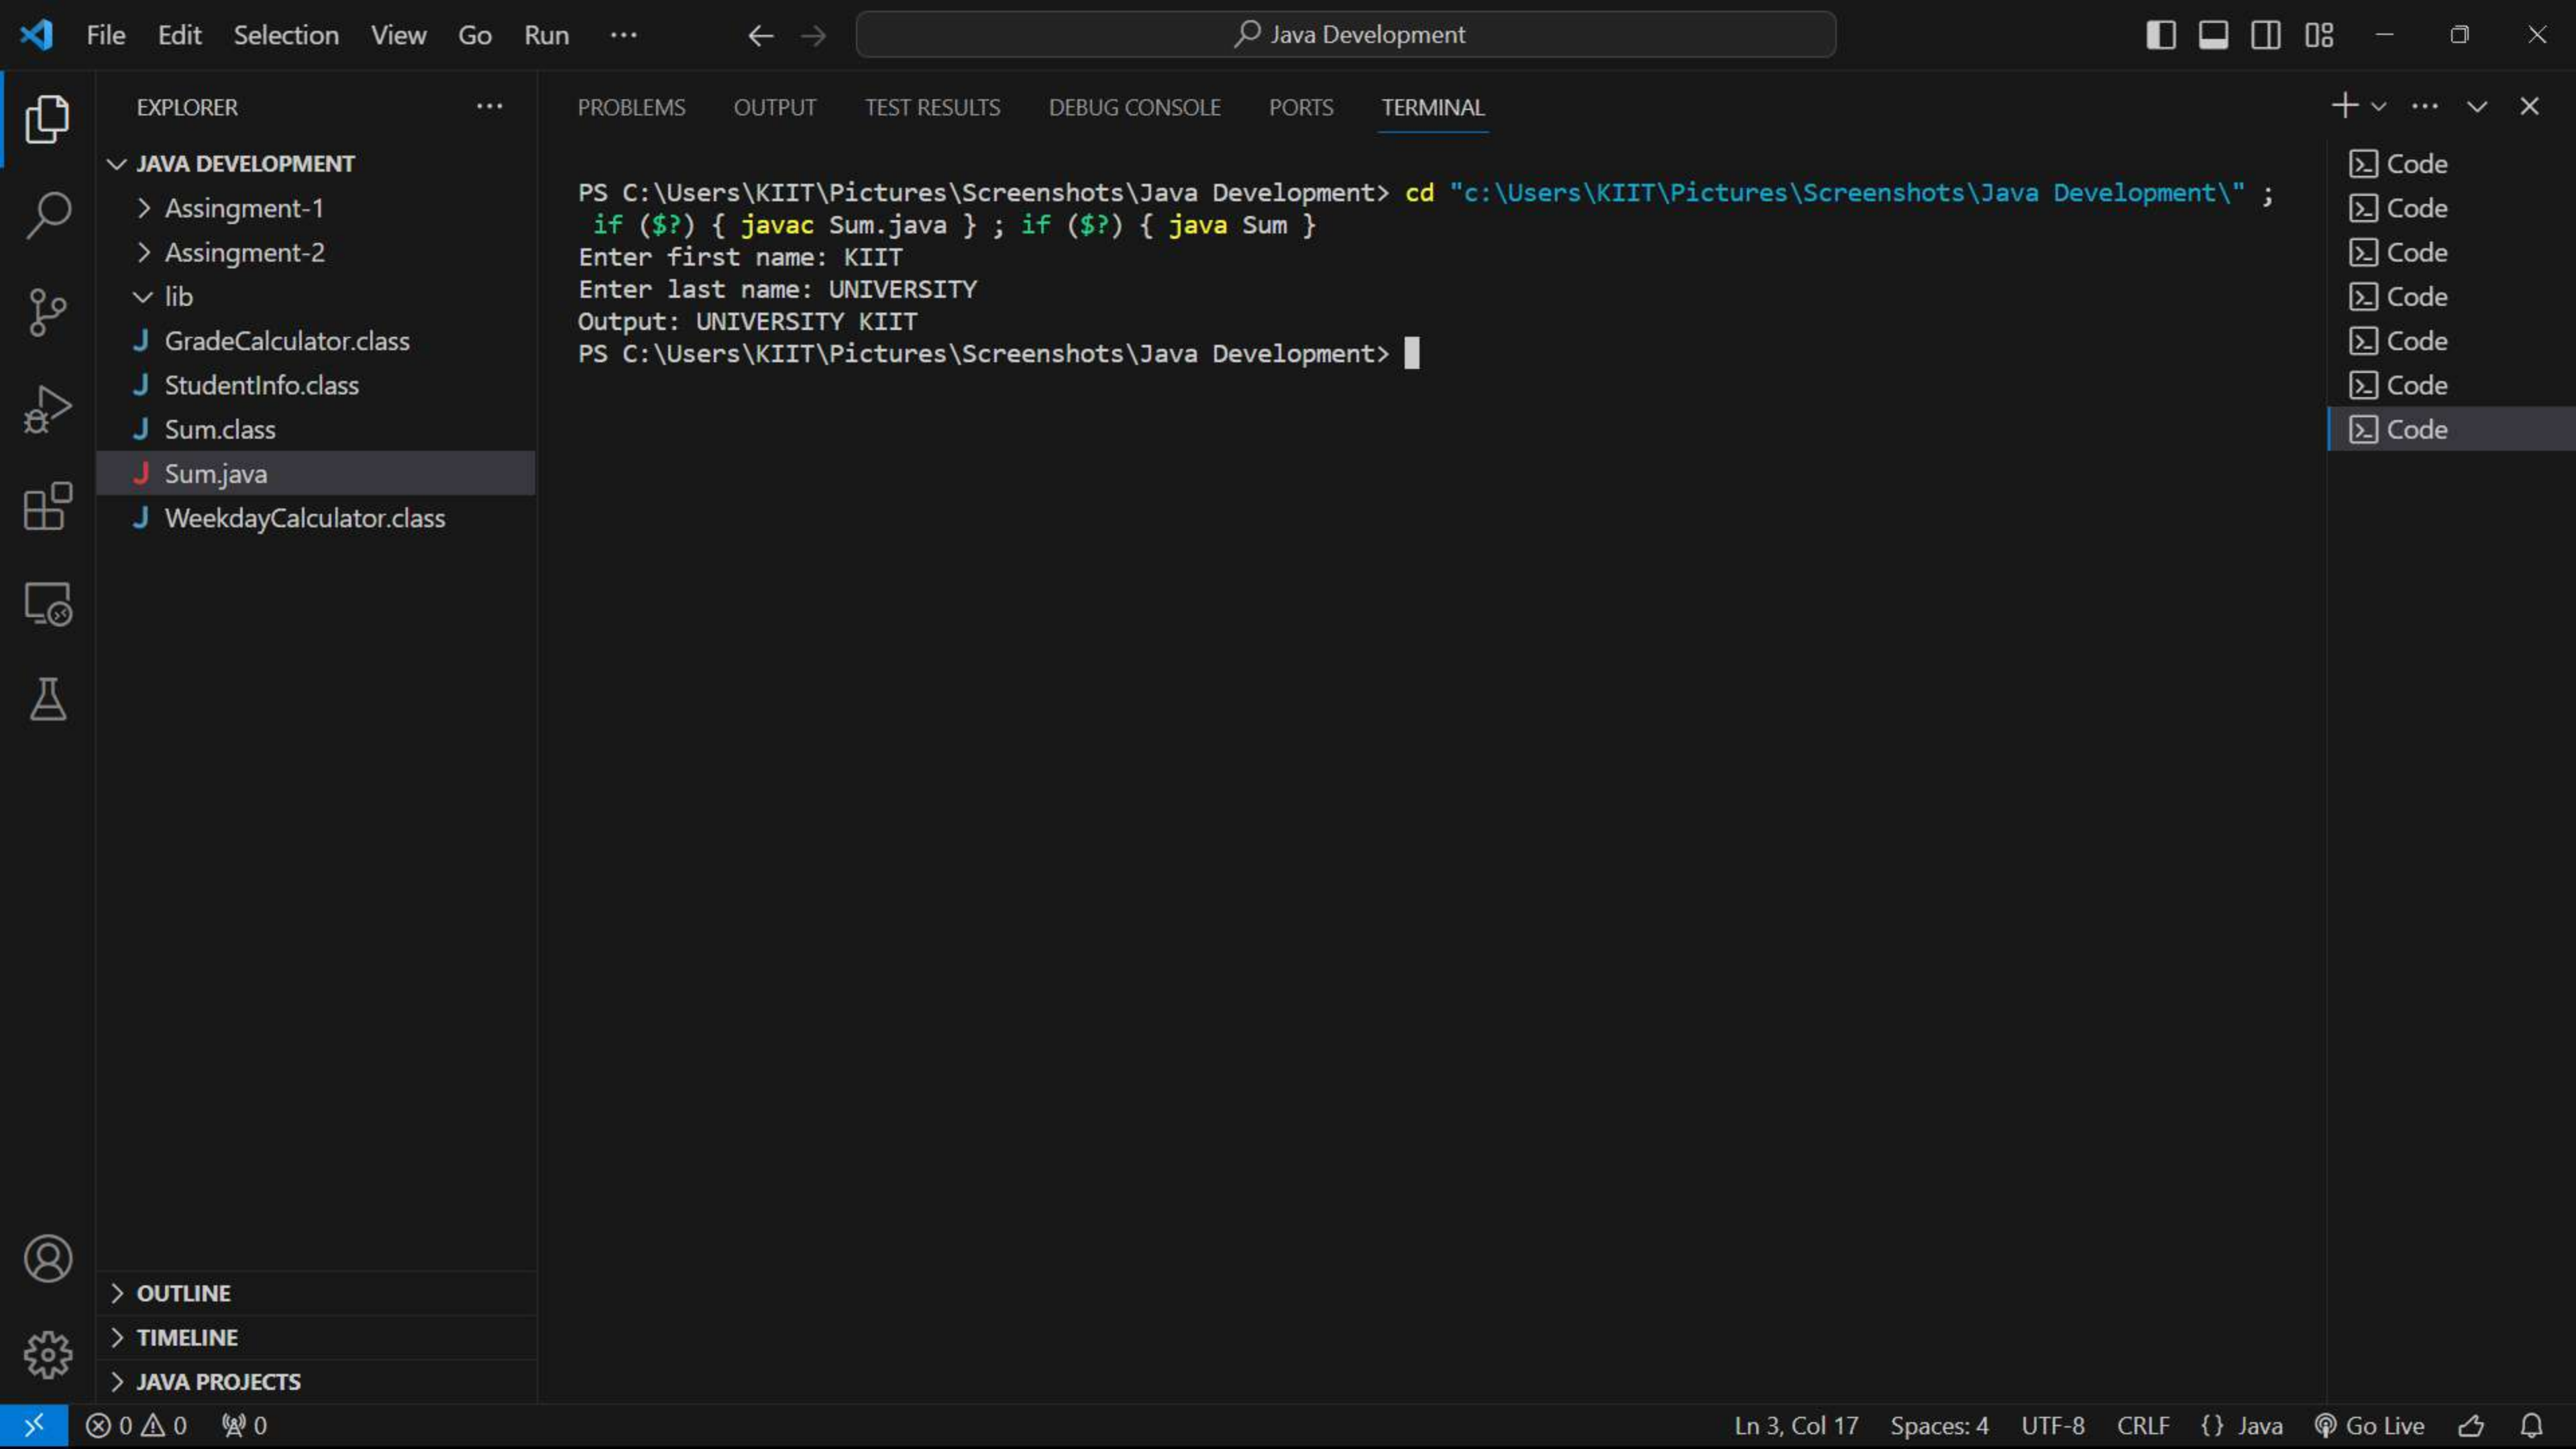 File Edit Selection View Go Run ··· Java Development
EXPLORER ···
JAVA DEVELOPMENT
Assingment-1
Assingment-2
lib
GradeCalculator.class
StudentInfo.class
Sum.class
Sum.java
WeekdayCalculator.class
OUTLINE
TIMELINE
JAVA PROJECTS
PROBLEMS OUTPUT TEST RESULTS DEBUG CONSOLE PORTS TERMINAL
PS C:\Users\KIIT\Pictures\Screenshots\Java Development> cd "c:\Users\KIIT\Pictures\Screenshots\Java Development\" ;
if ($?) { javac Sum.java } ; if ($?) { java Sum }
Enter first name: KIIT
Enter last name: UNIVERSITY
Output: UNIVERSITY KIIT
PS C:\Users\KIIT\Pictures\Screenshots\Java Development>
Code
Code
Code
Code
Code
Code
Code
0 0 0 Ln 3, Col 17 Spaces: 4 UTF-8 CRLF {} Java Go Live